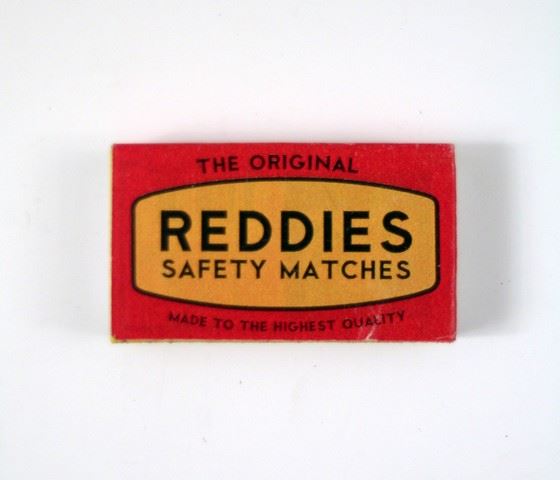 THE ORIGINAL
REDDIES
SAFETY MATCHES
MADE TO THE HIGHEST QUALITY